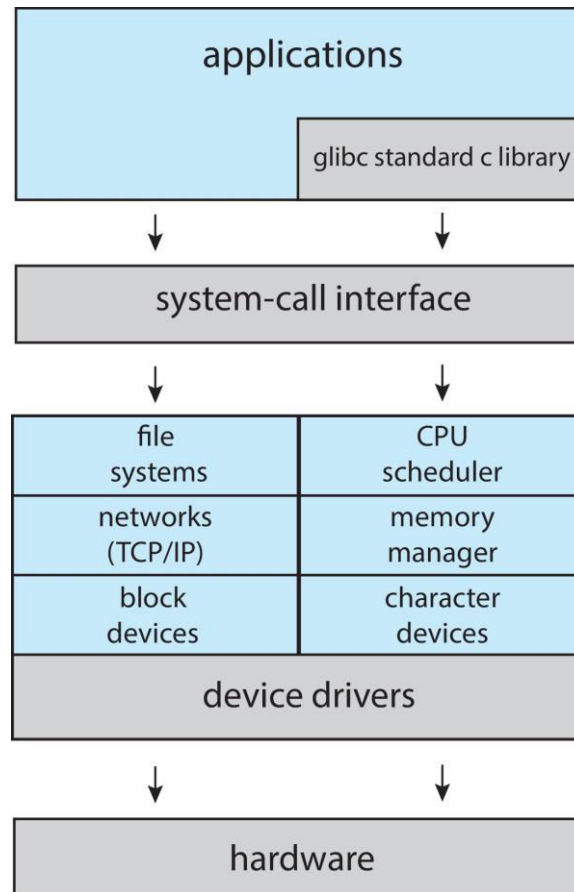 applications
glibc standard c library
system-call interface
file
systems
CPU
scheduler
networks
(TCP/IP)
memory
manager
block
devices
character
devices
device drivers
hardware